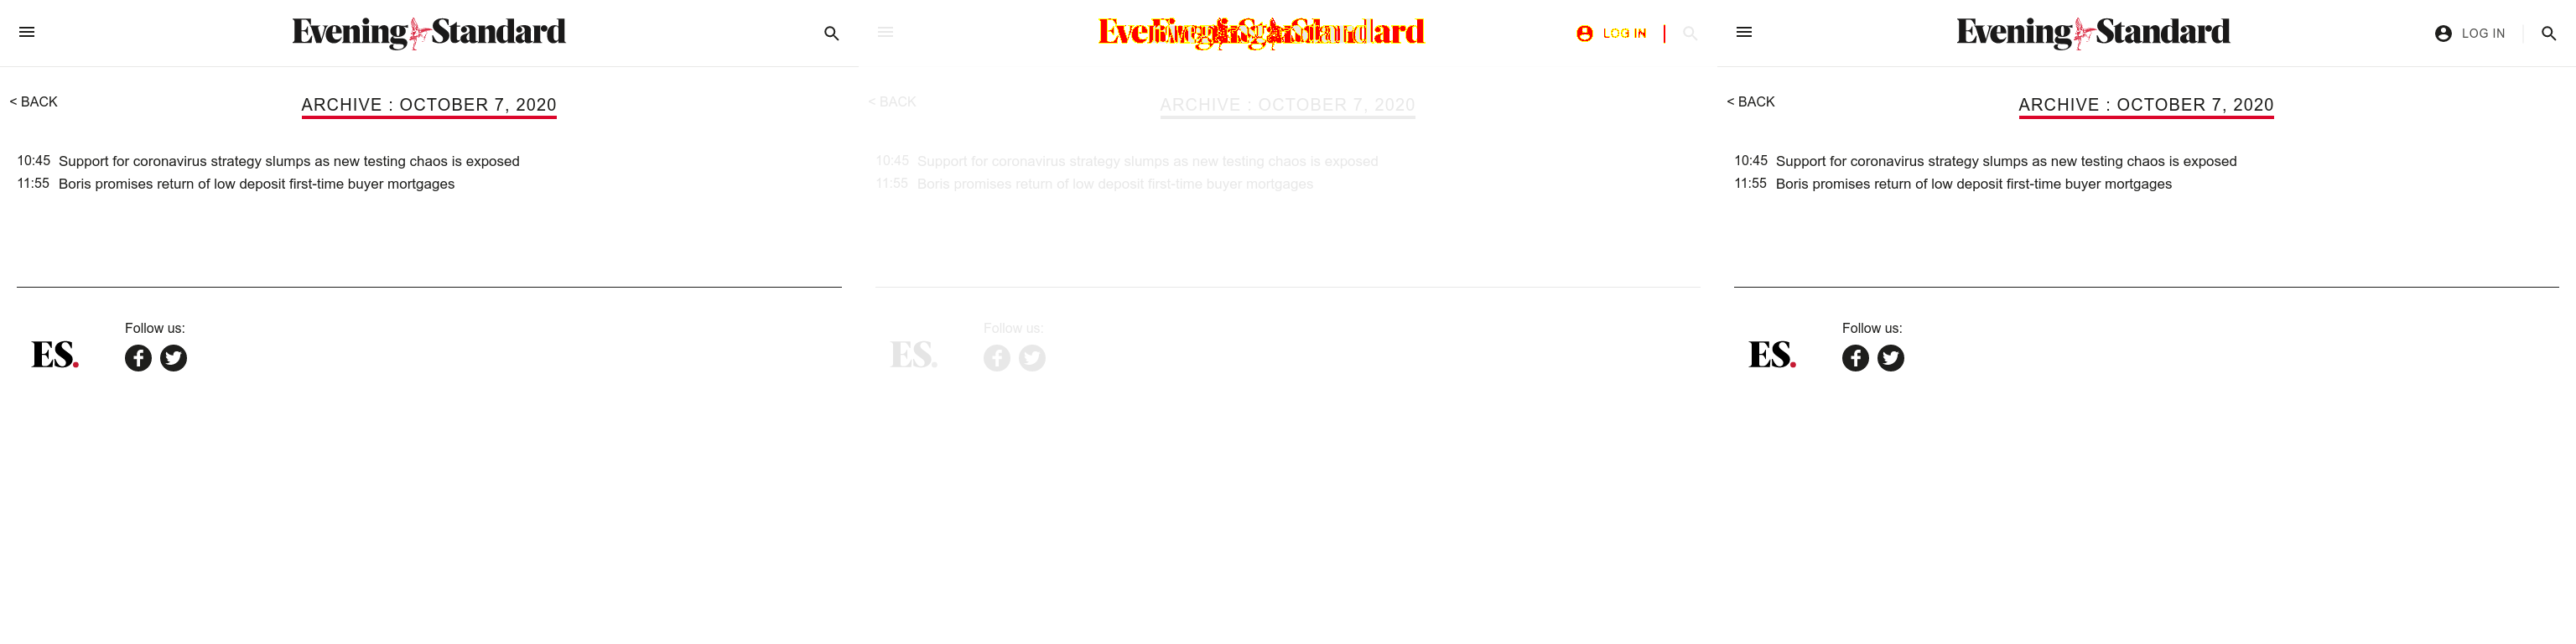 Evening Standard
< BACK
ARCHIVE : OCTOBER 7, 2020
10:45 Support for coronavirus strategy slumps as new testing chaos is exposed
11:55 Boris promises return of low deposit first-time buyer mortgages
Follow us:
ES.
LOG IN
< BACK
ARCHIVE : OCTOBER 7, 2020
10:45 Support for coronavirus strategy slumps as new testing chaos is exposed
11:55 Boris promises return of low deposit first-time buyer mortgages
Follow us:
ES.
Evening Standard
LOG IN
< BACK
ARCHIVE : OCTOBER 7, 2020
10:45 Support for coronavirus strategy slumps as new testing chaos is exposed
11:55 Boris promises return of low deposit first-time buyer mortgages
Follow us:
ES.